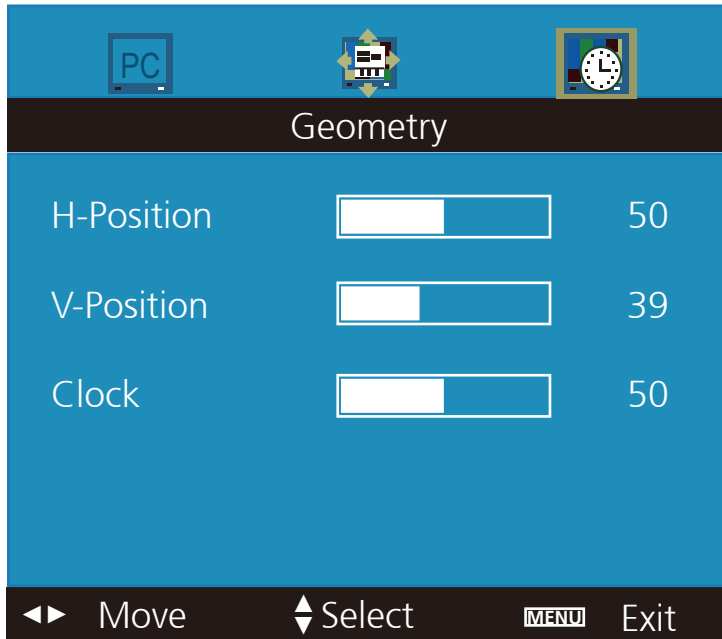 PC
Geometry
H-Position 50
V-Position 39
Clock 50
Move Select MENU Exit